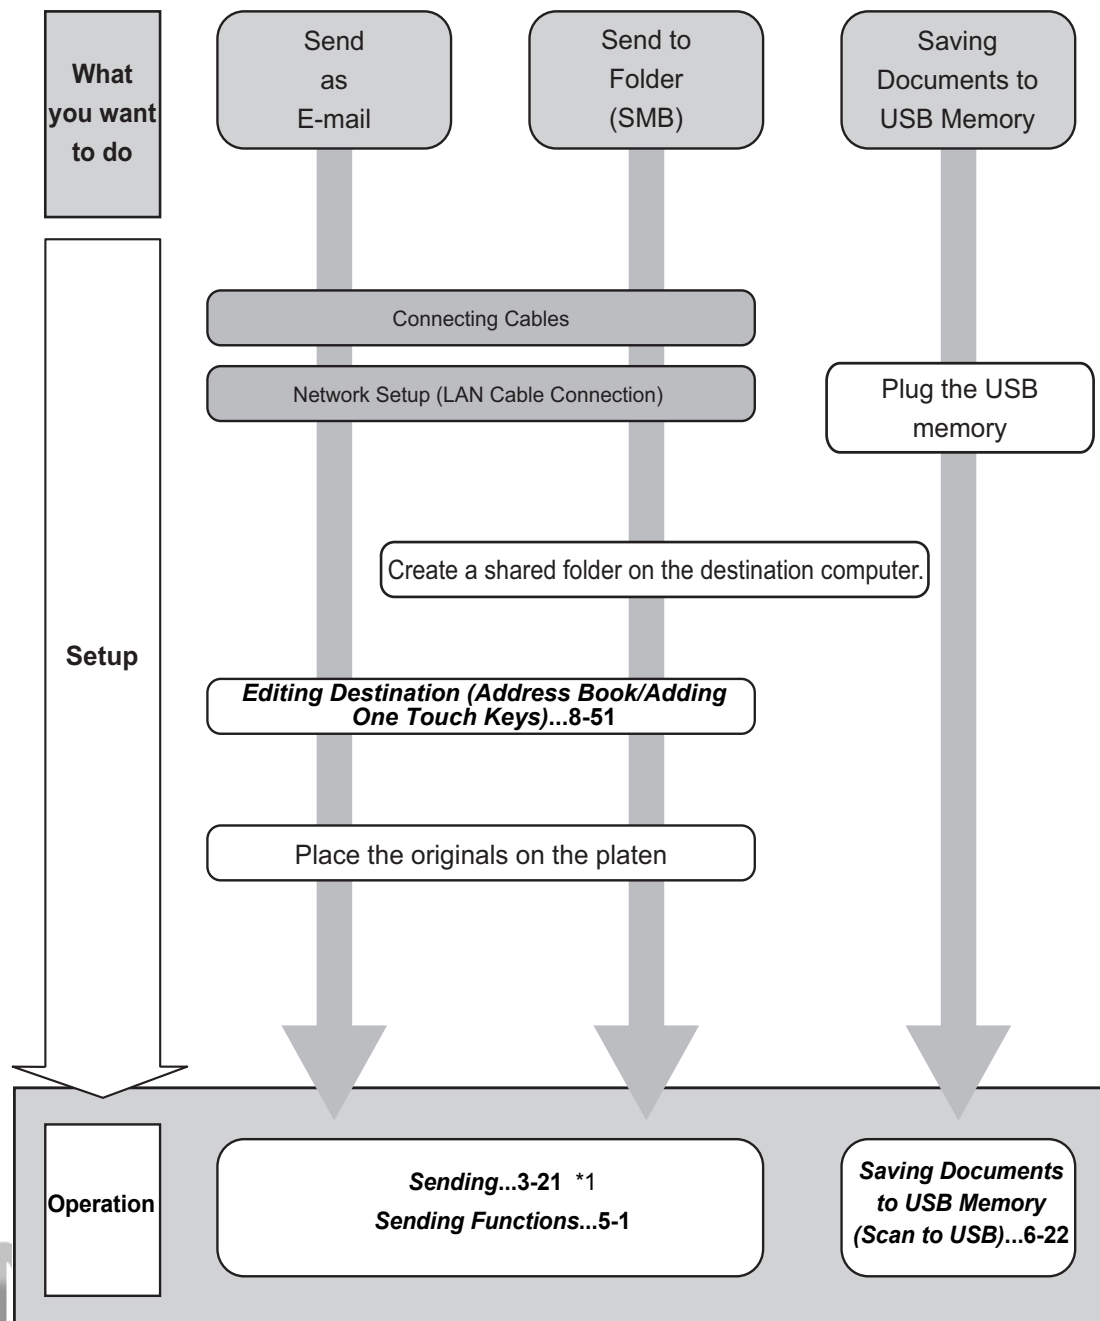 What
you want
to do
Send
as
E-mail
Send to
Folder
(SMB)
Saving
Documents to
USB Memory
Setup
Connecting Cables
Network Setup (LAN Cable Connection)
Plug the USB
memory
Create a shared folder on the destination computer.
Editing Destination (Address Book/Adding
One Touch Keys)...8-51
Place the originals on the platen
Operation
Sending...3-21 *1
Sending Functions...5-1
Saving Documents
to USB Memory
(Scan to USB)...6-22